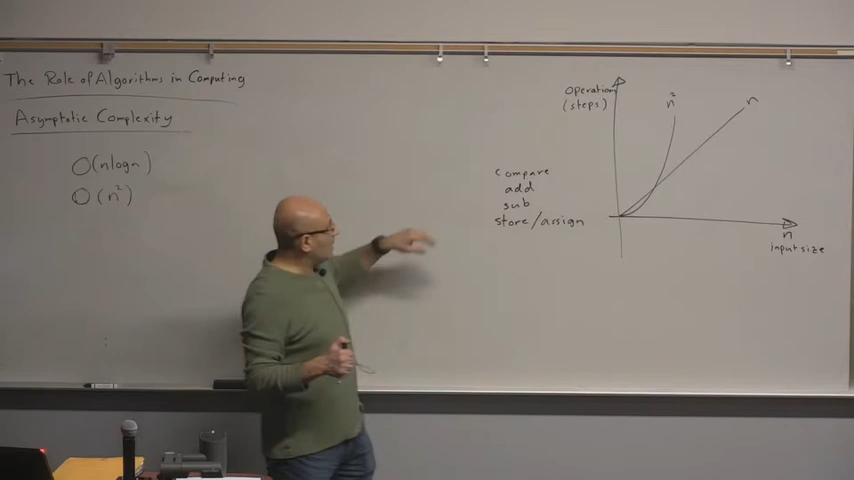 The Role of Algorithms in Computing
Asymptotic Complexity
O(nlogn)
O(n²)
compare
add
sub
store/assign
operation
(steps)
n²
n
n
input size